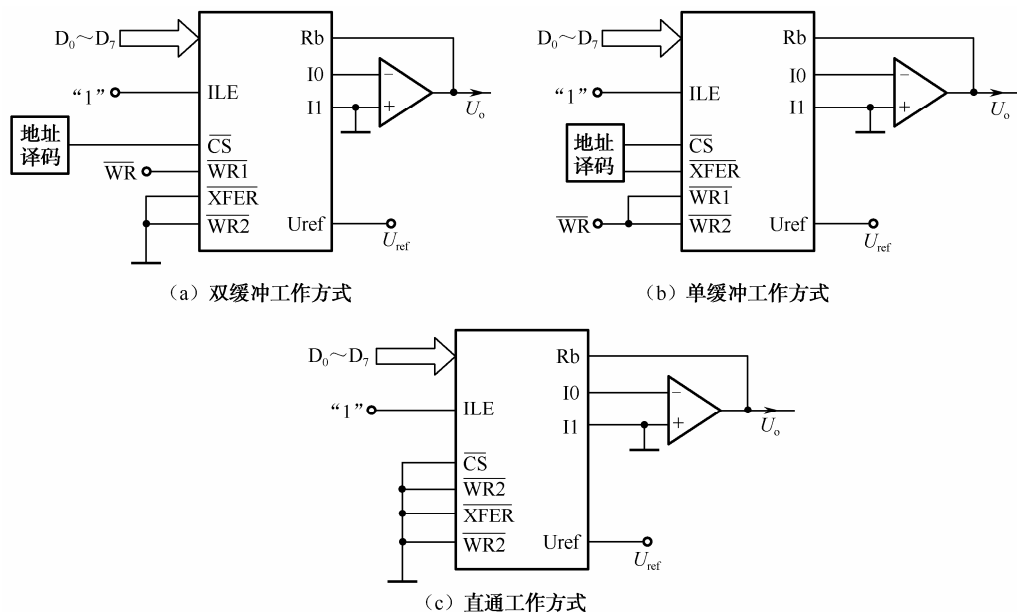 D₀～D₇
“1”
地址
译码
WR
ILE
CS
WR1
XFER
WR2
Rb
I0
I1
Uref
−
+
Uₒ
U_ref
（a）双缓冲工作方式
D₀～D₇
“1”
地址
译码
WR
ILE
CS
XFER
WR1
WR2
Rb
I0
I1
Uref
−
+
Uₒ
U_ref
（b）单缓冲工作方式
D₀～D₇
“1”
ILE
CS
WR2
XFER
WR2
Rb
I0
I1
Uref
−
+
Uₒ
U_ref
（c）直通工作方式